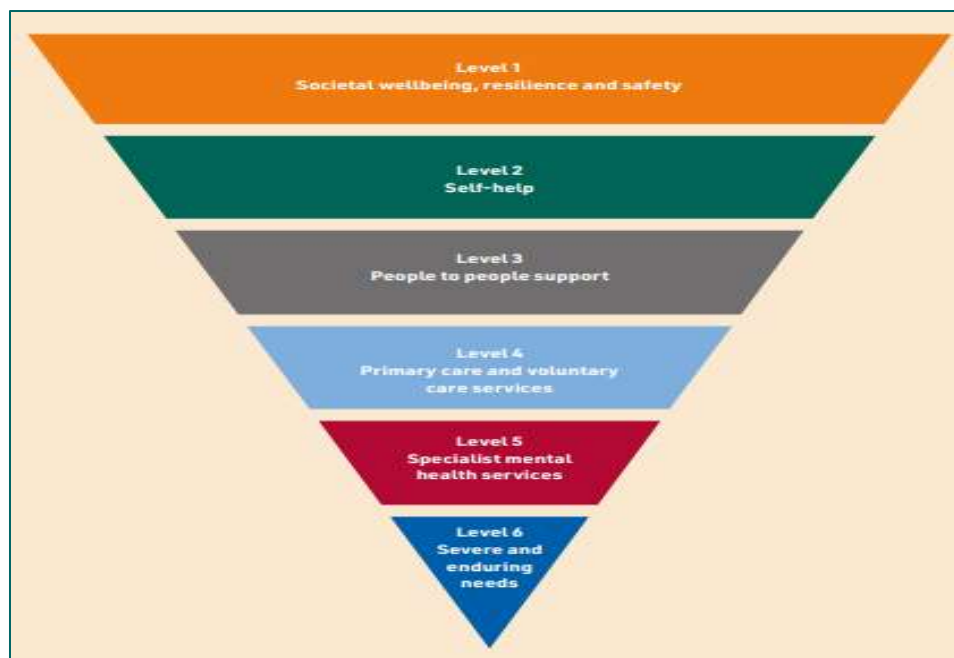 Level 1
Societal wellbeing, resilience and safety
Level 2
Self-help
Level 3
People to people support
Level 4
Primary care and voluntary
care services
Level 5
Specialist mental
health services
Level 6
Severe and
enduring
needs